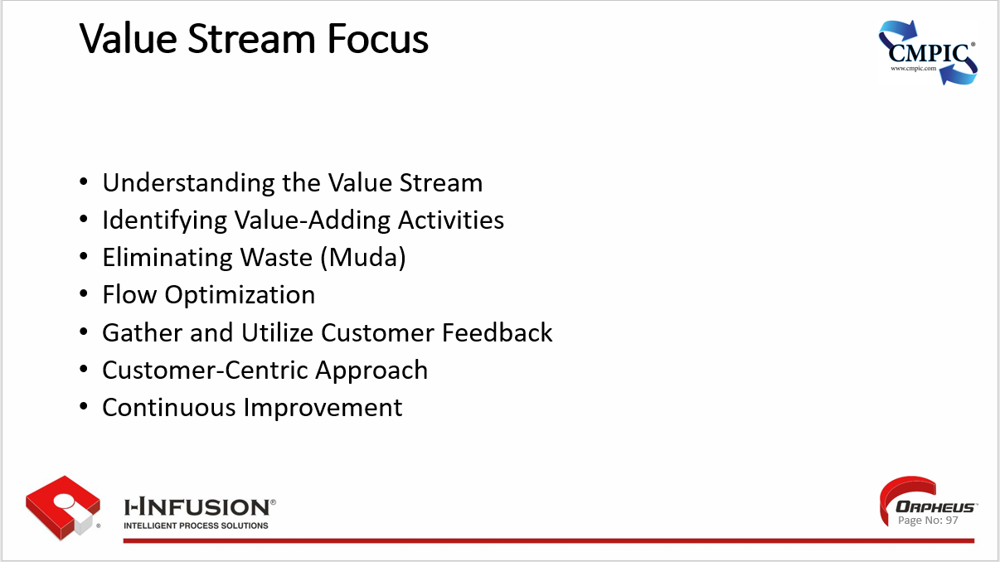 Value Stream Focus
CMPIC®
www.cmpic.com
• Understanding the Value Stream
• Identifying Value-Adding Activities
• Eliminating Waste (Muda)
• Flow Optimization
• Gather and Utilize Customer Feedback
• Customer-Centric Approach
• Continuous Improvement
®
I-INFUSION®
INTELLIGENT PROCESS SOLUTIONS
ORPHEUS™
Page No: 97